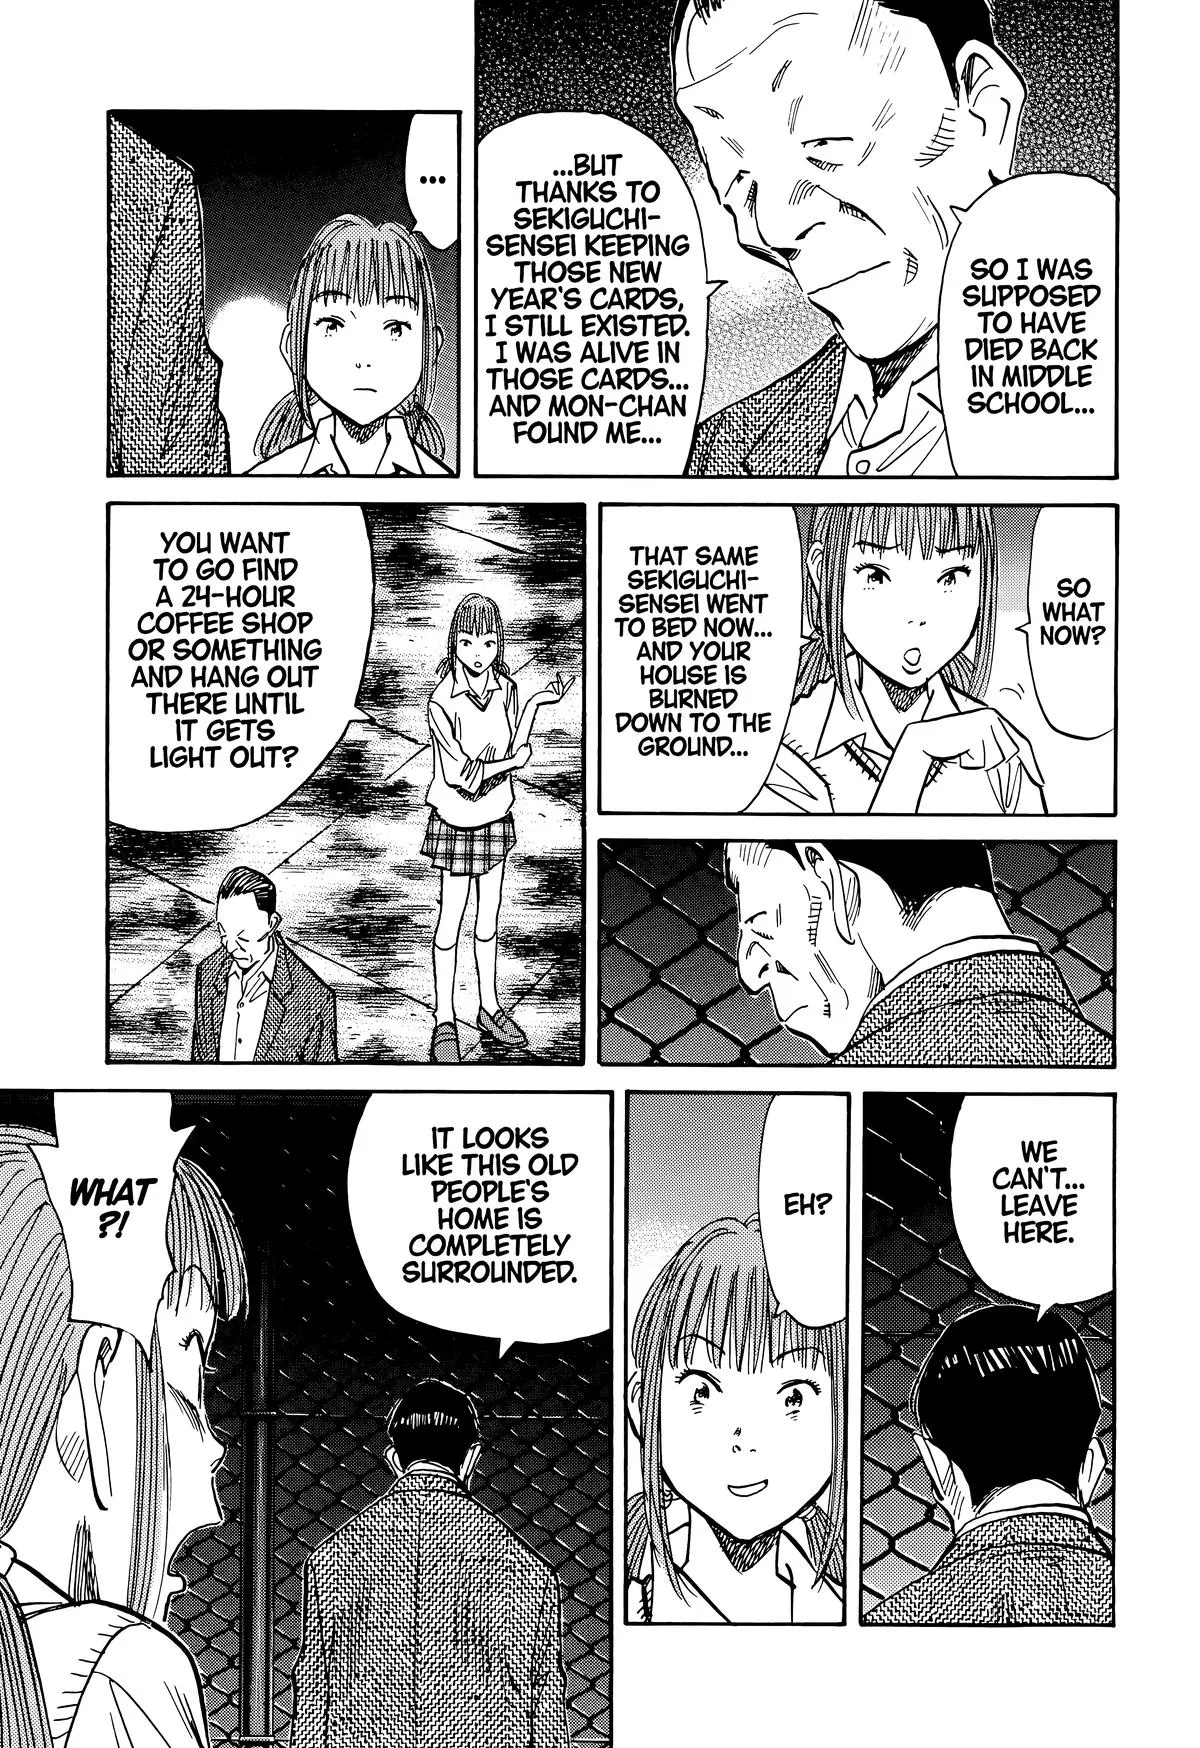 SO I WAS
SUPPOSED
TO HAVE
DIED BACK
IN MIDDLE
SCHOOL...
...BUT
THANKS TO
SEKIGUCHI-
SENSEI KEEPING
THOSE NEW
YEAR'S CARDS,
I STILL EXISTED.
I WAS ALIVE IN
THOSE CARDS...
AND MON-CHAN
FOUND ME...
...
SO
WHAT
NOW?
THAT SAME
SEKIGUCHI-
SENSEI WENT
TO BED NOW...
AND YOUR
HOUSE IS
BURNED
DOWN TO THE
GROUND...
YOU WANT
TO GO FIND
A 24-HOUR
COFFEE SHOP
OR SOMETHING
AND HANG OUT
THERE UNTIL
IT GETS
LIGHT OUT?
WE
CAN'T...
LEAVE
HERE.
EH?
IT LOOKS
LIKE THIS OLD
PEOPLE'S
HOME IS
COMPLETELY
SURROUNDED.
WHAT
?!